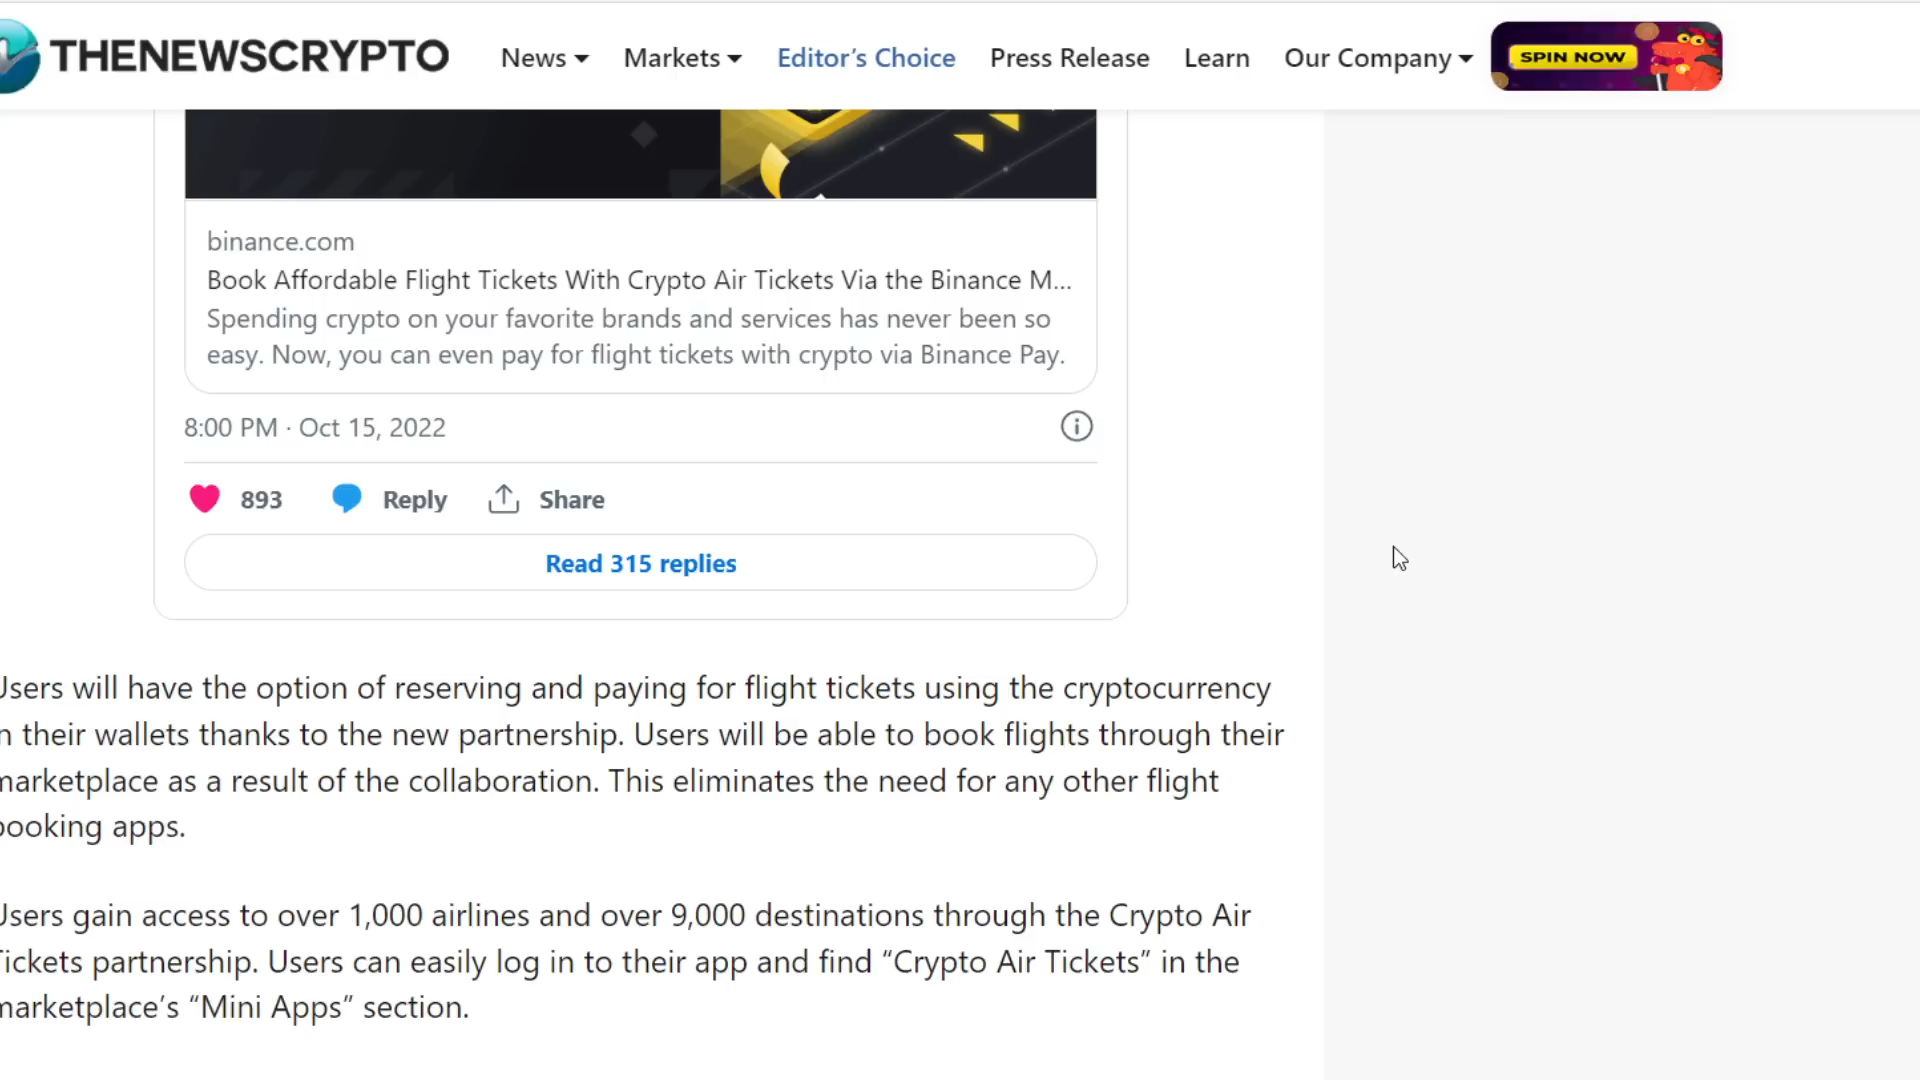 THENEWSCRYPTO
News Markets Editor’s Choice Press Release Learn Our Company SPIN NOW
binance.com
Book Affordable Flight Tickets With Crypto Air Tickets Via the Binance M...
Spending crypto on your favorite brands and services has never been so
easy. Now, you can even pay for flight tickets with crypto via Binance Pay.
8:00 PM · Oct 15, 2022
893 Reply Share
Read 315 replies
Users will have the option of reserving and paying for flight tickets using the cryptocurrency
in their wallets thanks to the new partnership. Users will be able to book flights through their
marketplace as a result of the collaboration. This eliminates the need for any other flight
booking apps.
Users gain access to over 1,000 airlines and over 9,000 destinations through the Crypto Air
Tickets partnership. Users can easily log in to their app and find “Crypto Air Tickets” in the
marketplace’s “Mini Apps” section.